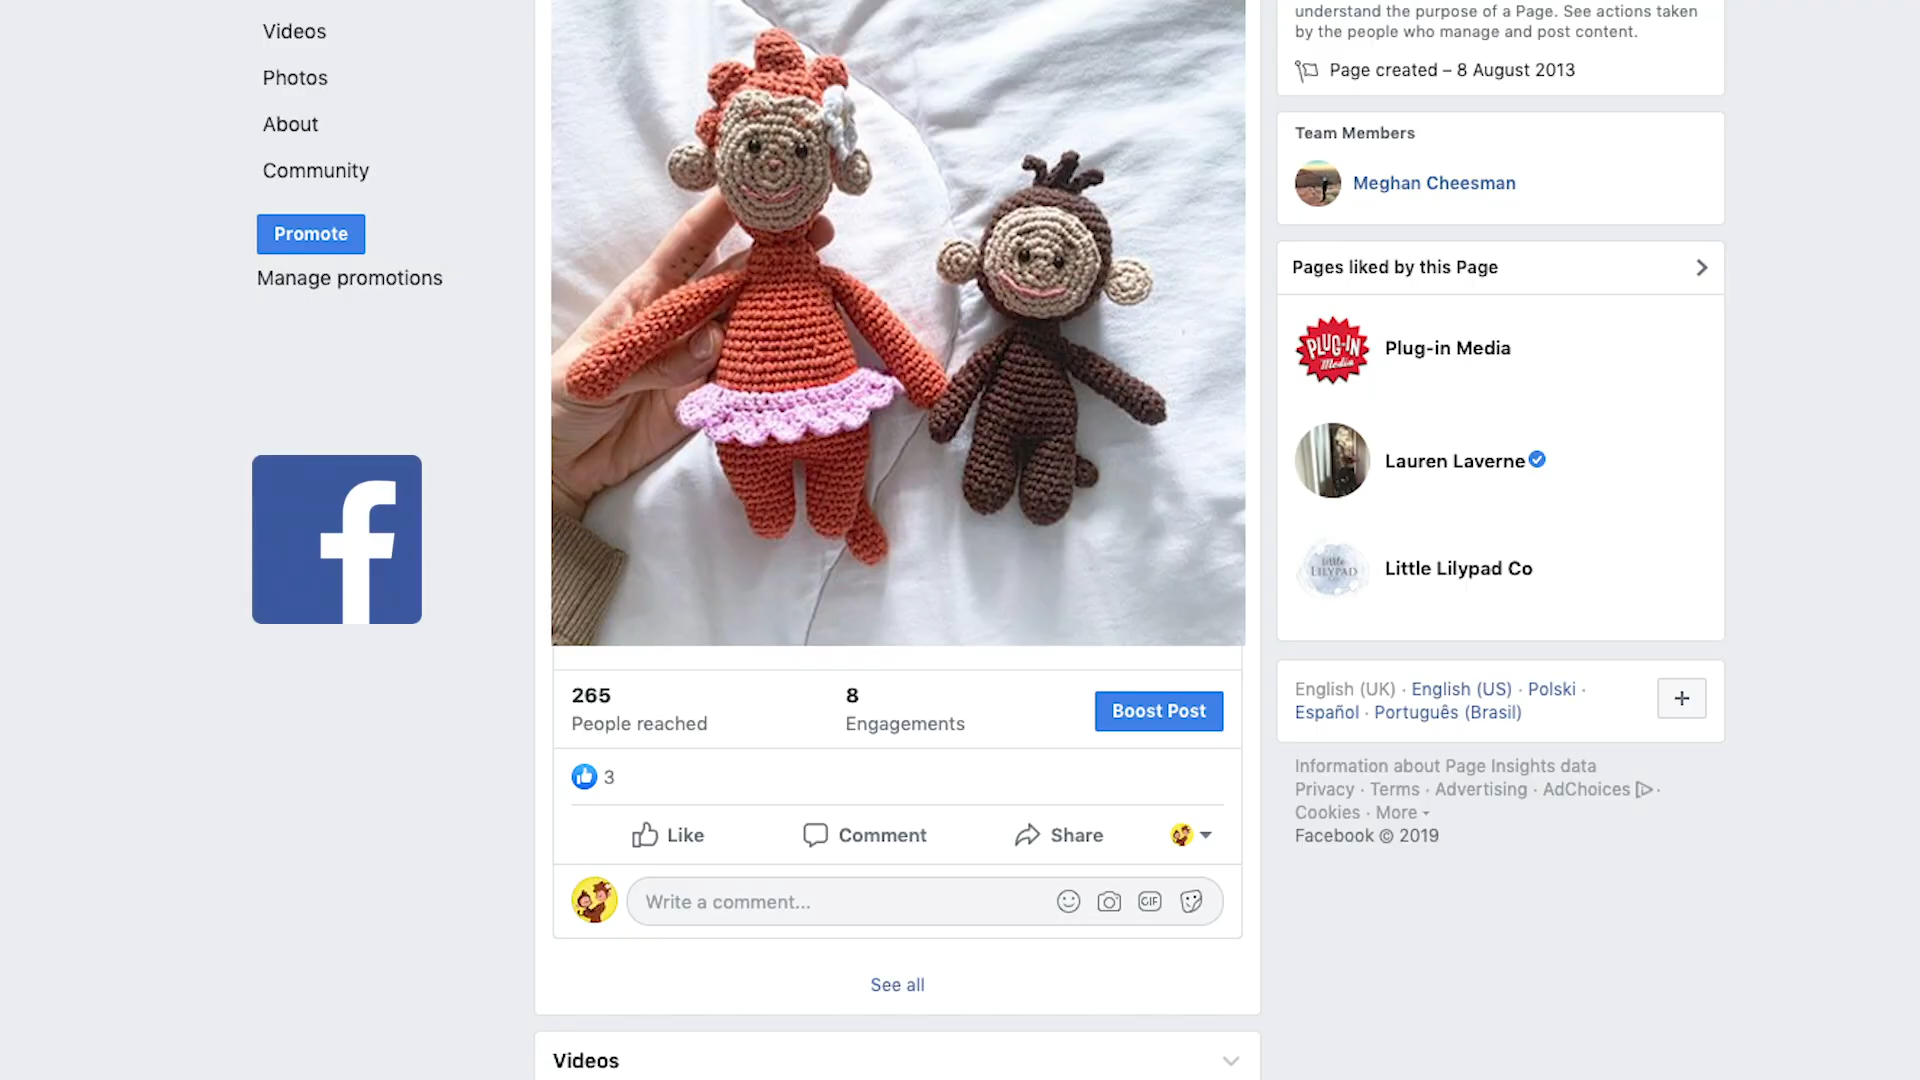 Videos
Photos
About
Community
Promote
Manage promotions
f
265
People reached
8
Engagements
Boost Post
3
Like
Comment
Share
Write a comment...
GIF
See all
Videos
understand the purpose of a Page. See actions taken
by the people who manage and post content.
Page created – 8 August 2013
Team Members
Meghan Cheesman
Pages liked by this Page
PLUG-IN
Media
Plug-in Media
Lauren Laverne
little
LILYPAD
Little Lilypad Co
English (UK) · English (US) · Polski ·
Español · Português (Brasil)
Information about Page Insights data
Privacy · Terms · Advertising · AdChoices ·
Cookies · More
Facebook © 2019